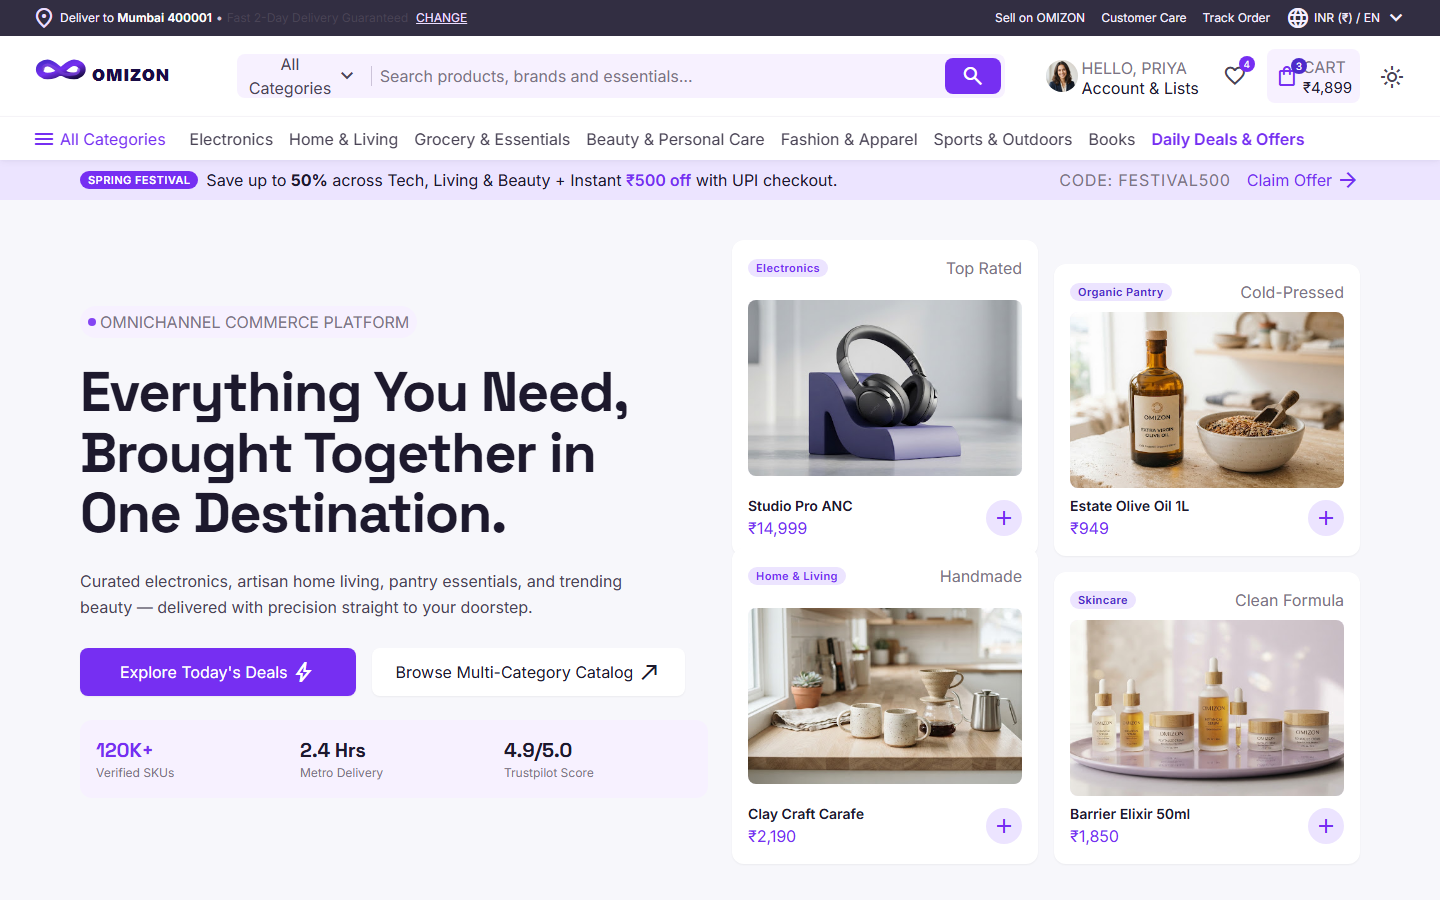 Deliver to Mumbai 400001 • Fast 2-Day Delivery Guaranteed CHANGE
Sell on OMIZON Customer Care Track Order INR (₹) / EN
OMIZON
All Categories
Search products, brands and essentials...
HELLO, PRIYA
Account & Lists
4
3
CART
₹4,899
All Categories Electronics Home & Living Grocery & Essentials Beauty & Personal Care Fashion & Apparel Sports & Outdoors Books Daily Deals & Offers
SPRING FESTIVAL Save up to 50% across Tech, Living & Beauty + Instant ₹500 off with UPI checkout.
CODE: FESTIVAL500 Claim Offer
OMNICHANNEL COMMERCE PLATFORM
Everything You Need,
Brought Together in
One Destination.
Curated electronics, artisan home living, pantry essentials, and trending
beauty — delivered with precision straight to your doorstep.
Explore Today's Deals
Browse Multi-Category Catalog
120K+
Verified SKUs
2.4 Hrs
Metro Delivery
4.9/5.0
Trustpilot Score
Electronics Top Rated
Studio Pro ANC
₹14,999
Organic Pantry Cold-Pressed
OMIZON
EXTRA VIRGIN
OLIVE OIL
Estate Olive Oil 1L
₹949
Home & Living Handmade
Clay Craft Carafe
₹2,190
Skincare Clean Formula
OMIZON
Barrier Elixir 50ml
₹1,850